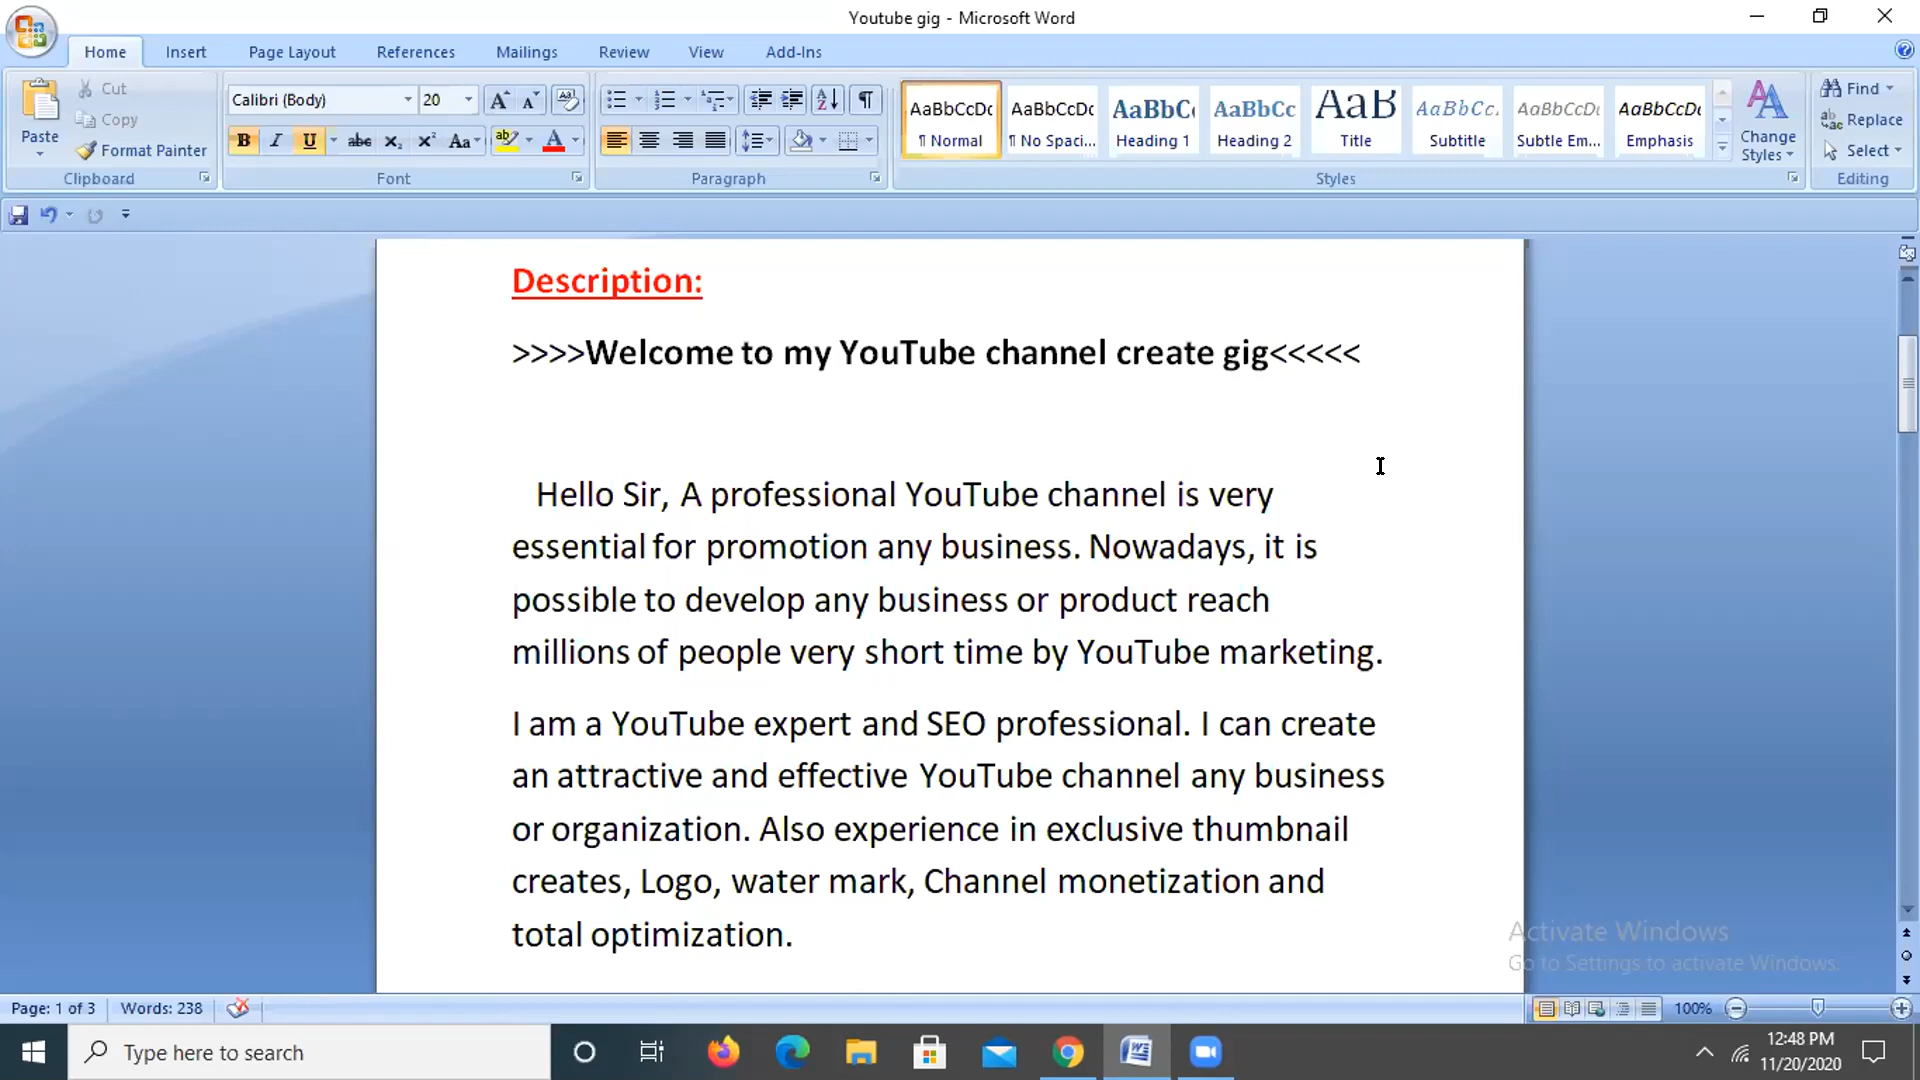 Youtube gig - Microsoft Word
Home Insert Page Layout References Mailings Review View Add-Ins
Paste
Cut
Copy
Format Painter
Clipboard
Calibri (Body) 20
Font
Paragraph
AaBbCcDc AaBbCcDc AaBbC AaBbCc AaB AaBbCc. AaBbCcDt AaBbCcDt
¶ Normal ¶ No Spaci... Heading 1 Heading 2 Title Subtitle Subtle Em... Emphasis
Change Styles
Styles
Find
Replace
Select
Editing
Description:
>>>>Welcome to my YouTube channel create gig<<<<<
Hello Sir, A professional YouTube channel is very
essential for promotion any business. Nowadays, it is
possible to develop any business or product reach
millions of people very short time by YouTube marketing.
I am a YouTube expert and SEO professional. I can create
an attractive and effective YouTube channel any business
or organization. Also experience in exclusive thumbnail
creates, Logo, water mark, Channel monetization and
total optimization.
Activate Windows
Go to Settings to activate Windows.
Page: 1 of 3 Words: 238 100%
Type here to search
12:48 PM
11/20/2020